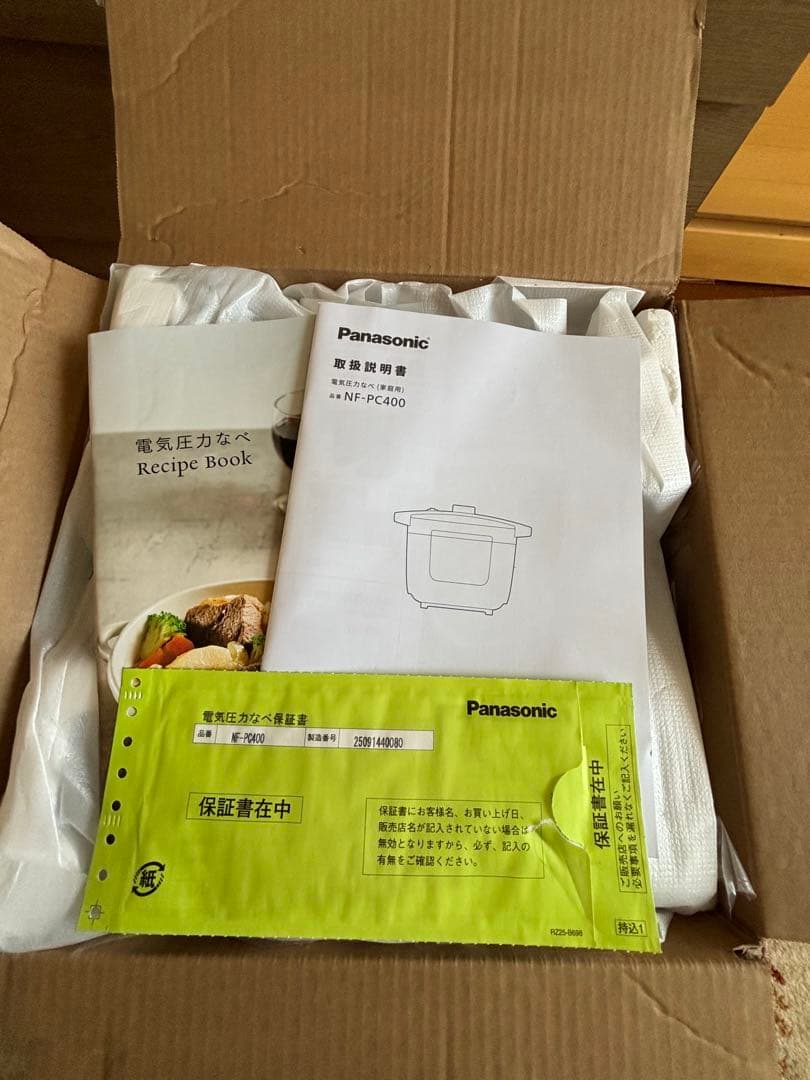 電気圧力なべ
Recipe Book
Panasonic
取扱説明書
電気圧力なべ(家庭用)
品番 NF-PC400
電気圧力なべ保証書
品番 NF-PC400 製造番号 25091440080
Panasonic
保証書在中
保証書にお客様名、お買い上げ日、
販売店名が記入されていない場合は
無効となりますから、必ず、記入の
有無をご確認ください。
保証書在中
ご販売店へのお願い
必要事項を漏れなくご記入ください
紙
RZ25-B698
持込1